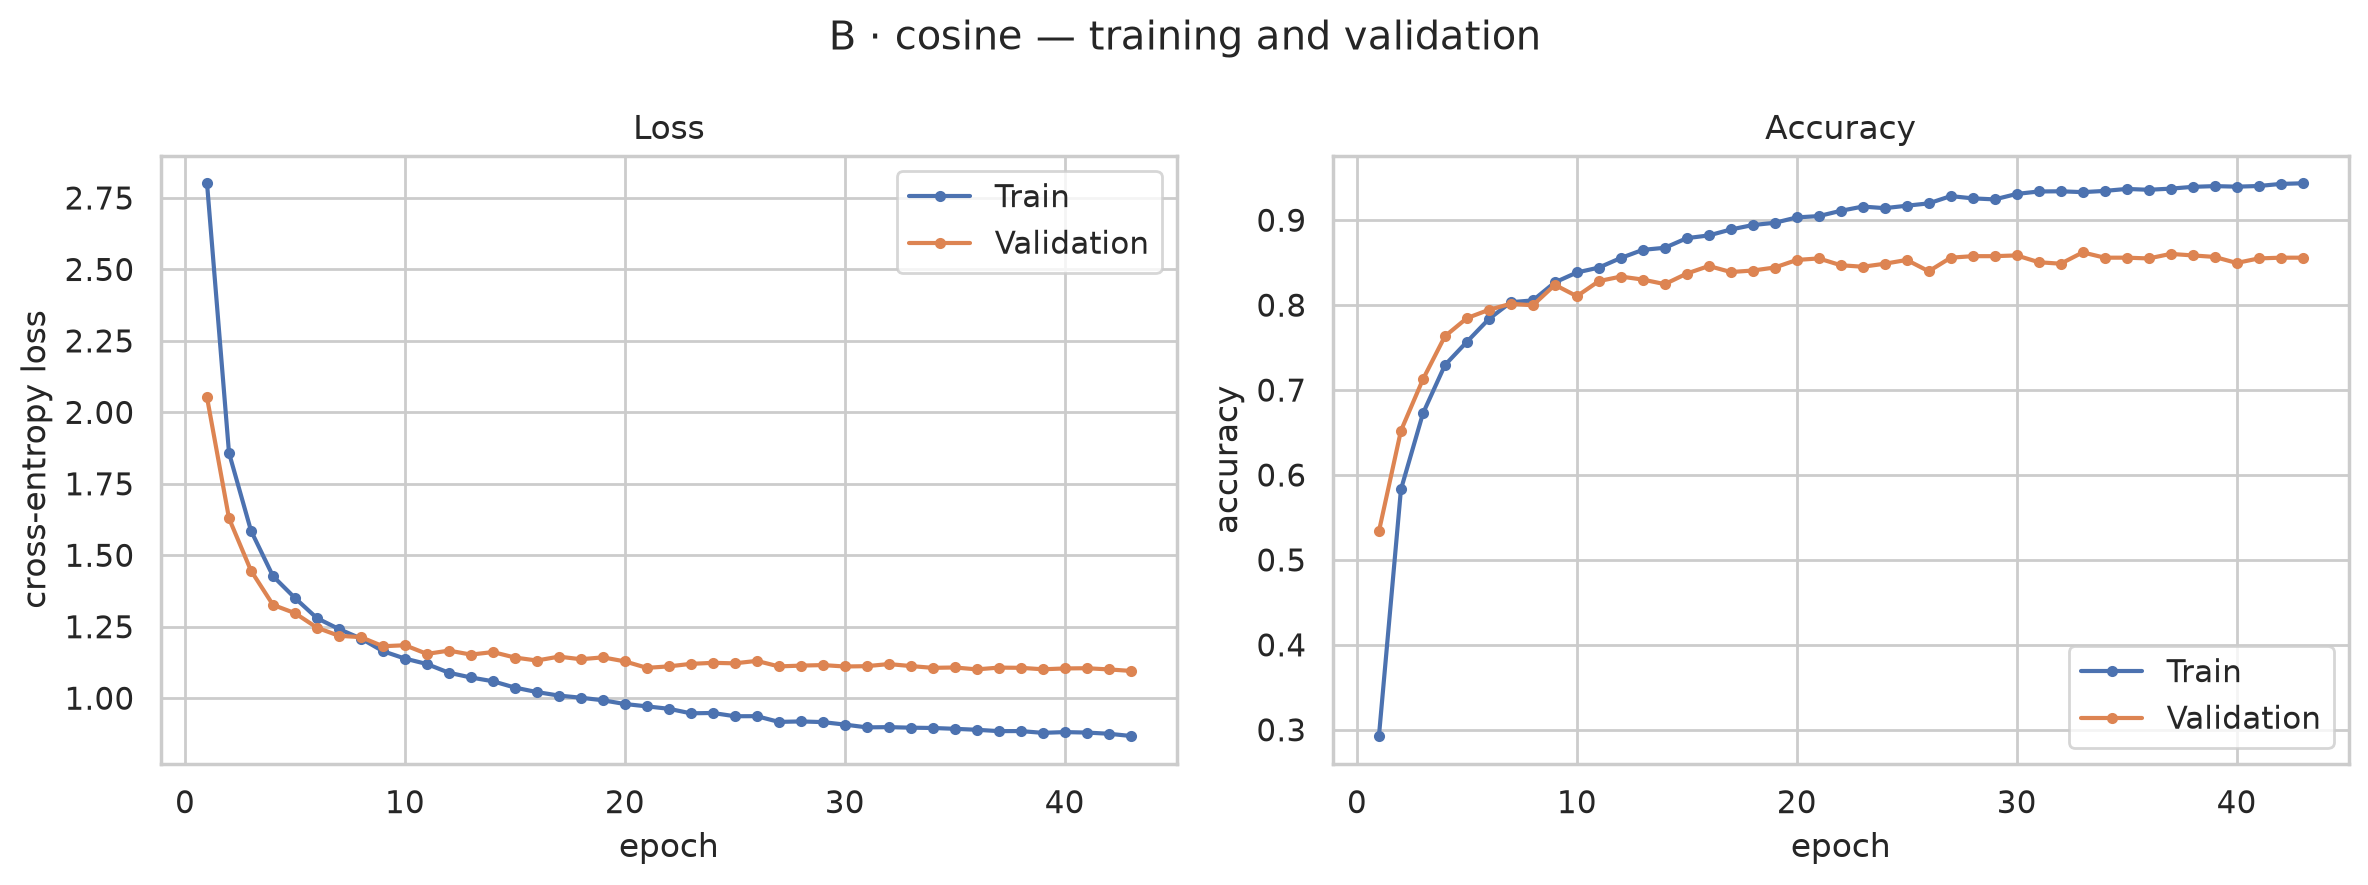 B · cosine — training and validation
Loss
Train
Validation
2.75
2.50
2.25
2.00
1.75
1.50
1.25
1.00
cross-entropy loss
0 10 20 30 40
epoch
Accuracy
0.9
0.8
0.7
0.6
0.5
0.4
0.3
accuracy
Train
Validation
0 10 20 30 40
epoch